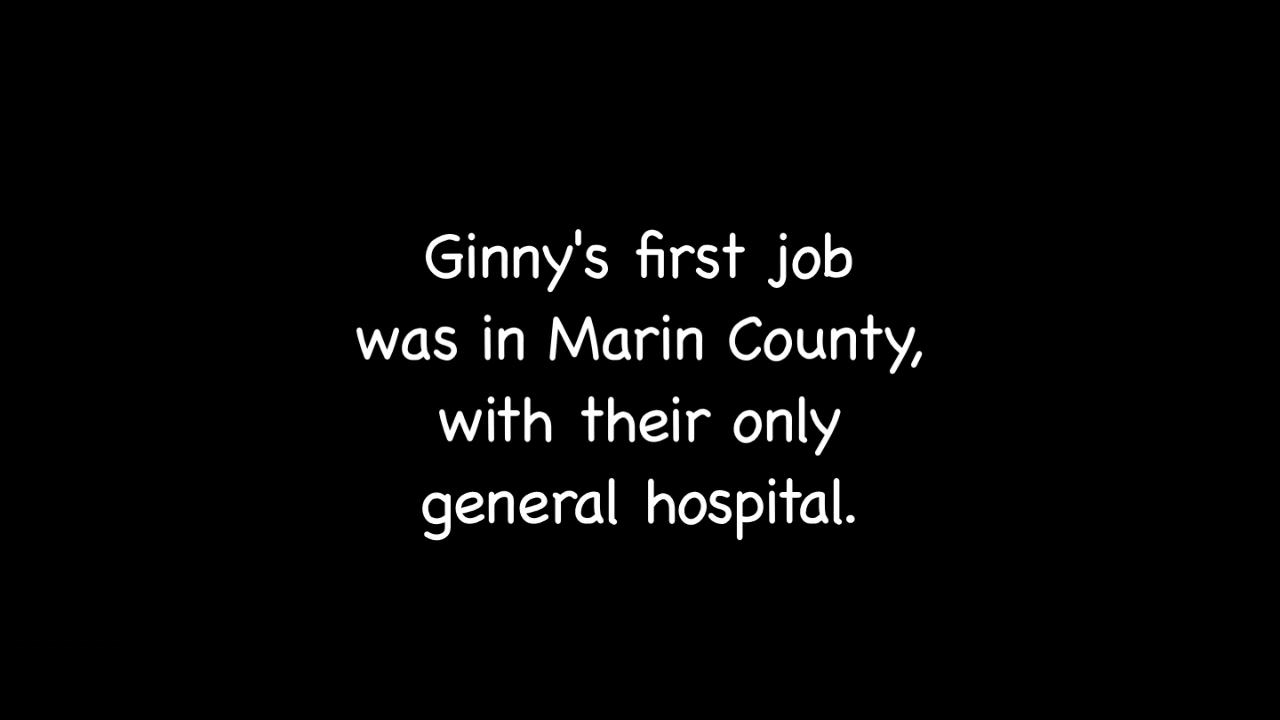 Ginny's first job
was in Marin County,
with their only
general hospital.